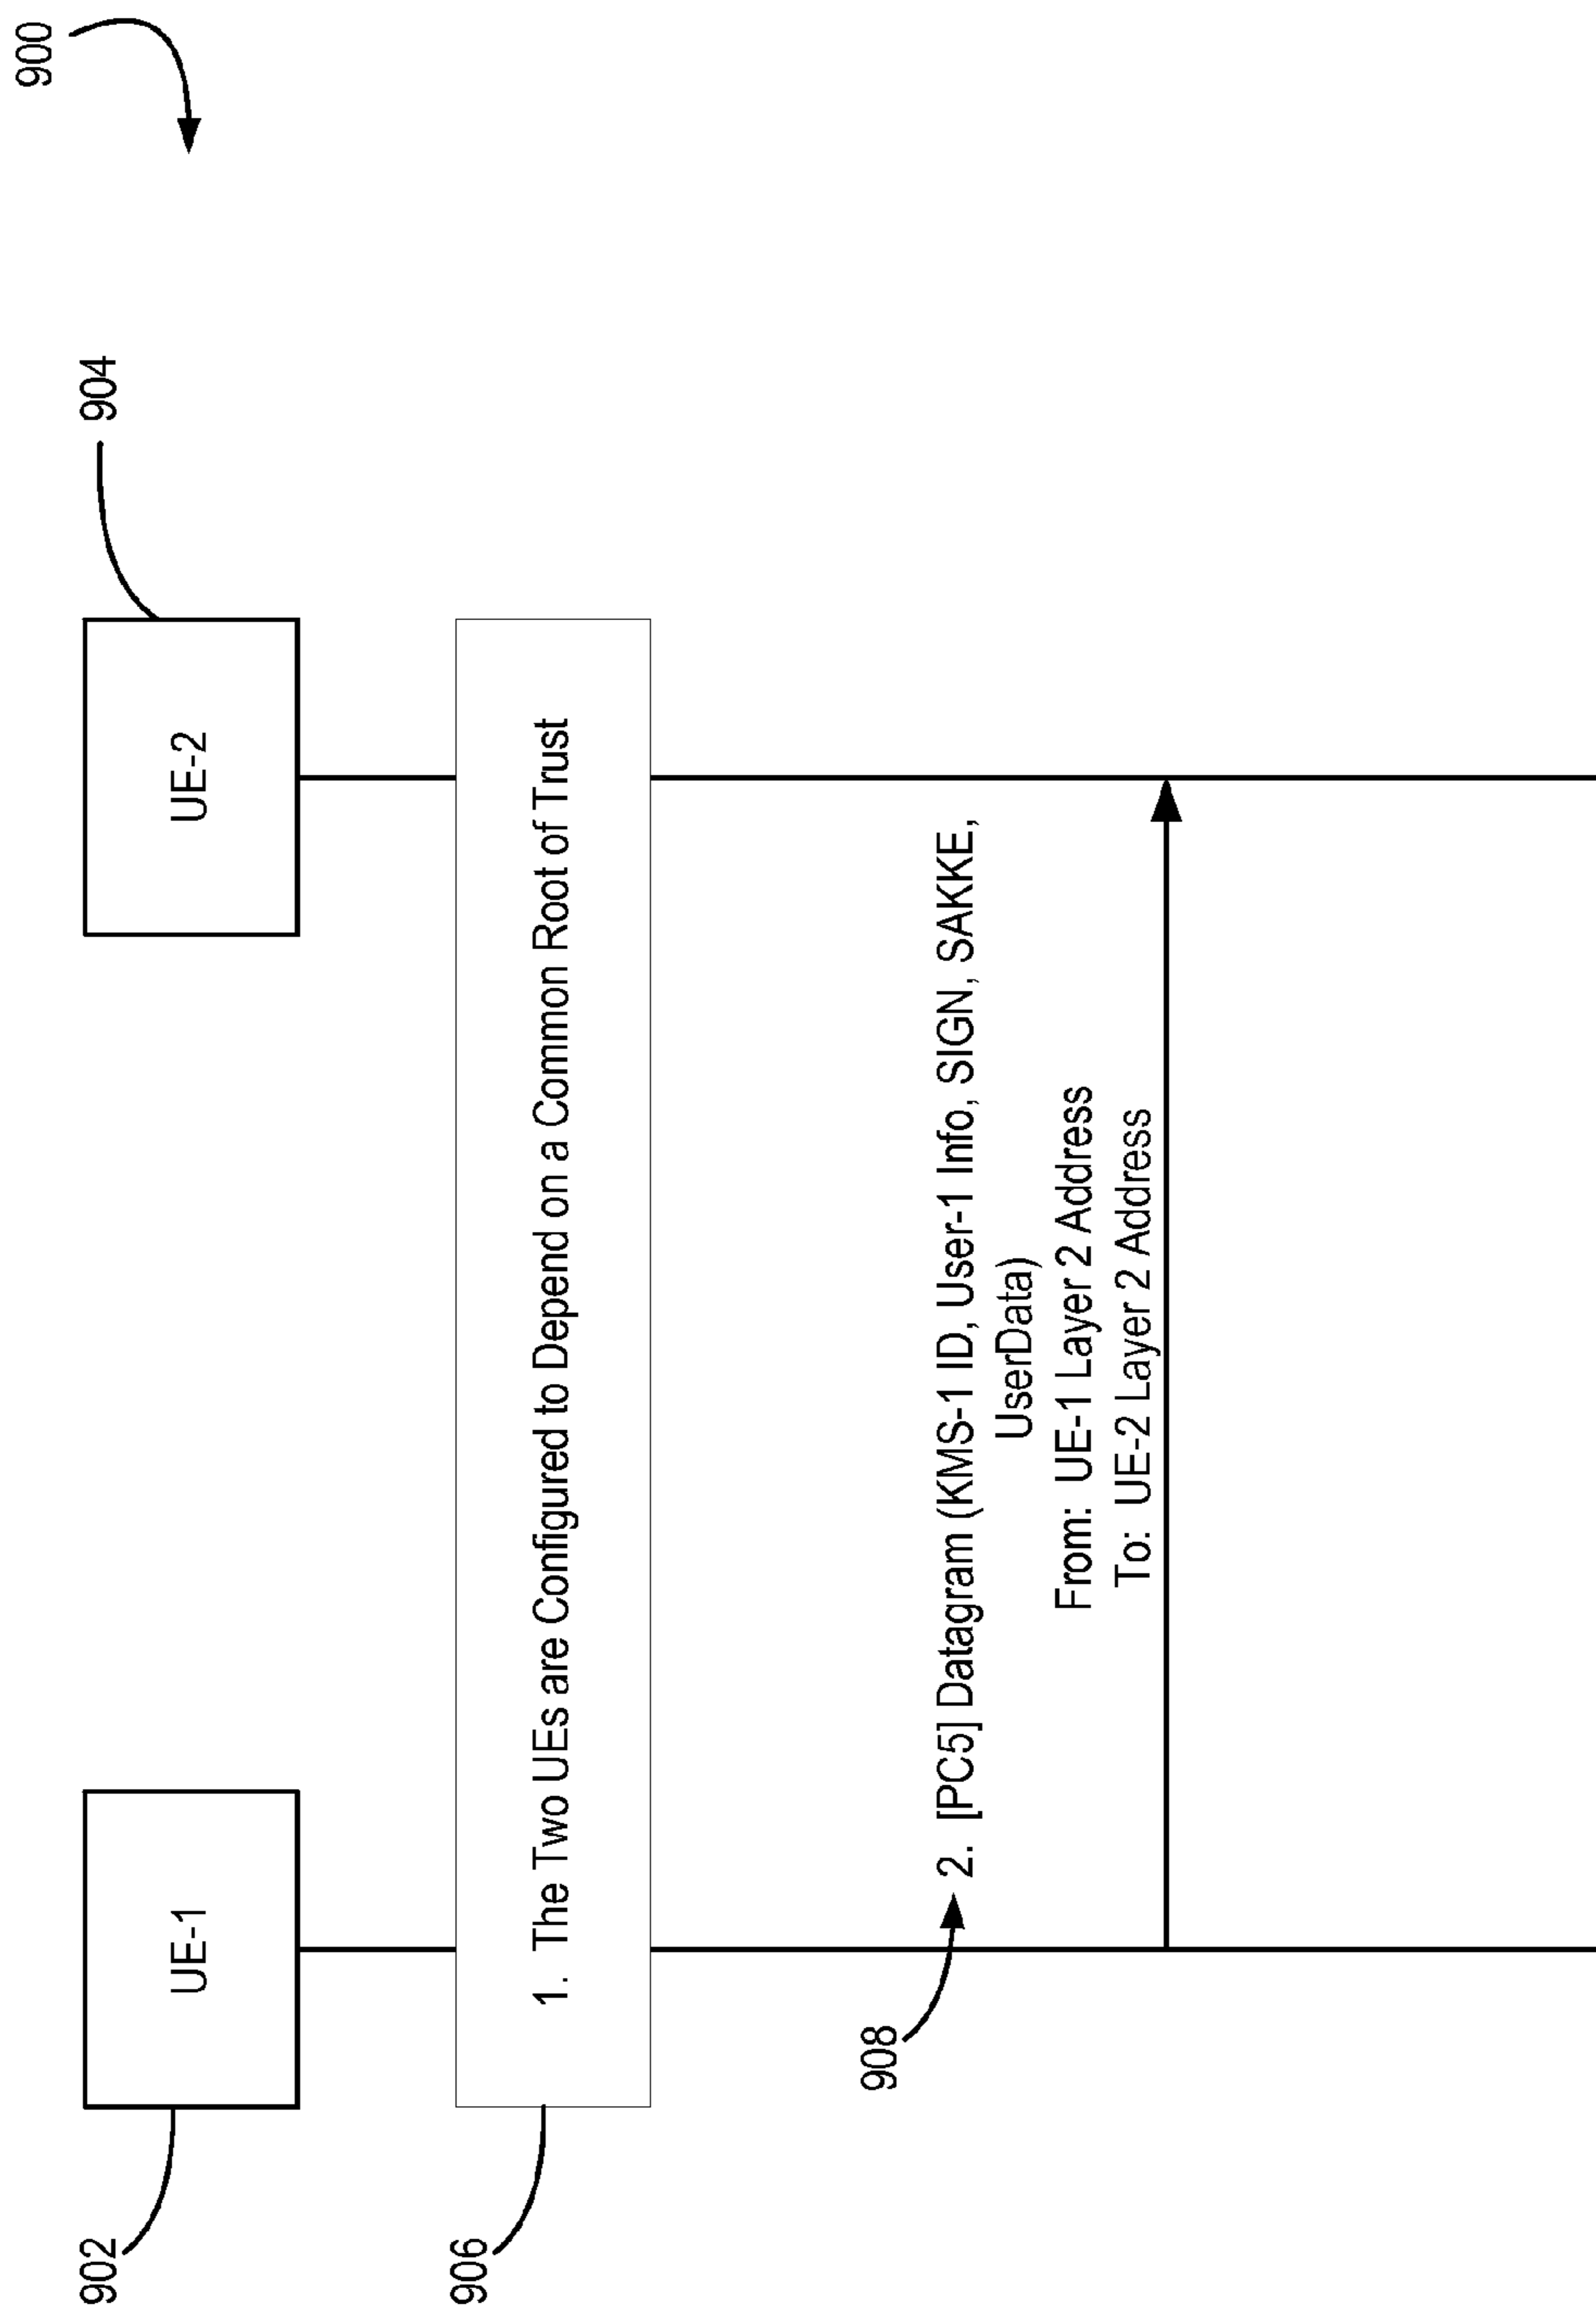 900
902
UE-1
UE-2
904
906
1. The Two UEs are Configured to Depend on a Common Root of Trust
908
2. [PC5] Datagram (KMS-1 ID, User-1 Info, SIGN, SAKKE,
UserData)
From: UE-1 Layer 2 Address
To: UE-2 Layer 2 Address